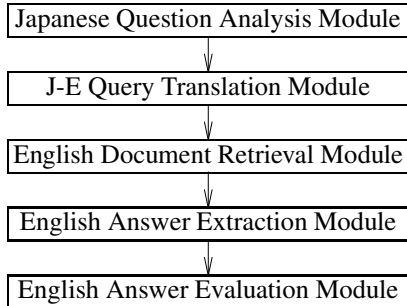 Japanese Question Analysis Module
J-E Query Translation Module
English Document Retrieval Module
English Answer Extraction Module
English Answer Evaluation Module